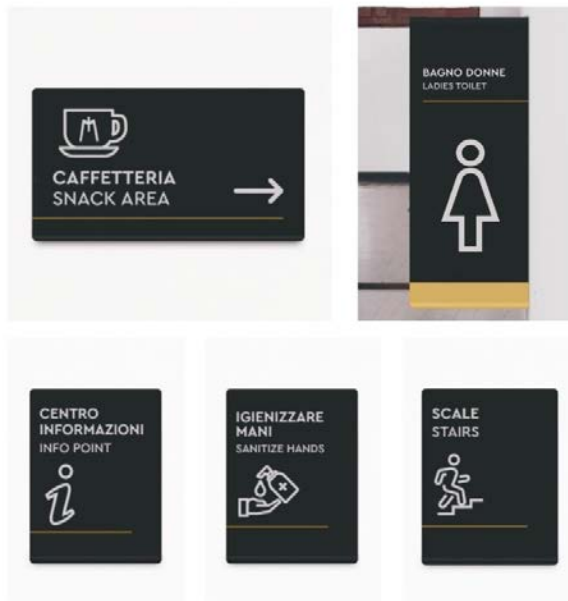 CAFFETTERIA
SNACK AREA
BAGNO DONNE
LADIES TOILET
CENTRO
INFORMAZIONI
INFO POINT
IGIENIZZARE
MANI
SANITIZE HANDS
SCALE
STAIRS